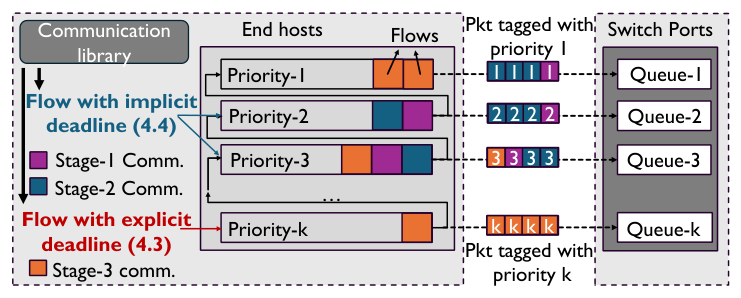 Communication
library
End hosts
Flows
Pkt tagged with
priority 1
Switch Ports
Priority-1
1 1 1 1
Queue-1
Flow with implicit
deadline (4.4)
Priority-2
2 2 2 2
Queue-2
Stage-1 Comm.
Stage-2 Comm.
Priority-3
3 3 3 3
Queue-3
...
Flow with explicit
deadline (4.3)
Priority-k
k k k k
Queue-k
Stage-3 comm.
Pkt tagged with
priority k